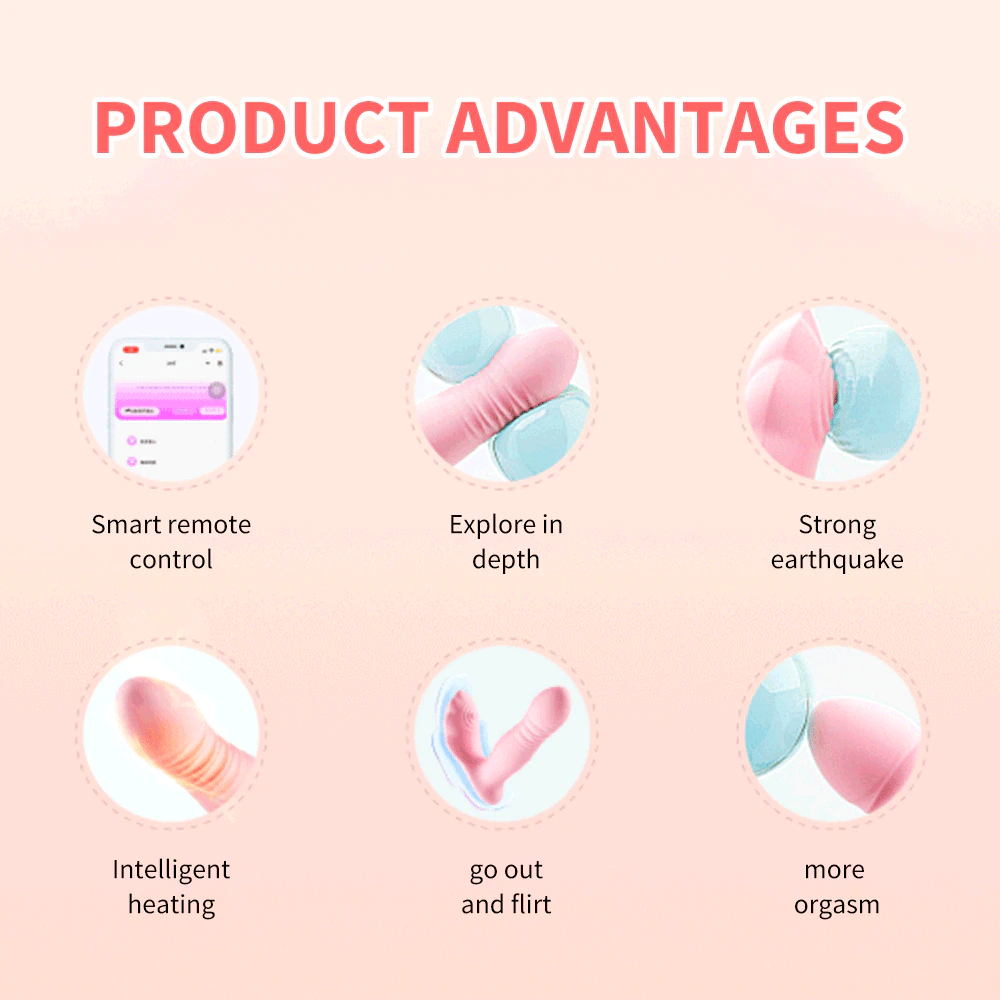 PRODUCT ADVANTAGES
Smart remote
control
Explore in
depth
Strong
earthquake
Intelligent
heating
go out
and flirt
more
orgasm